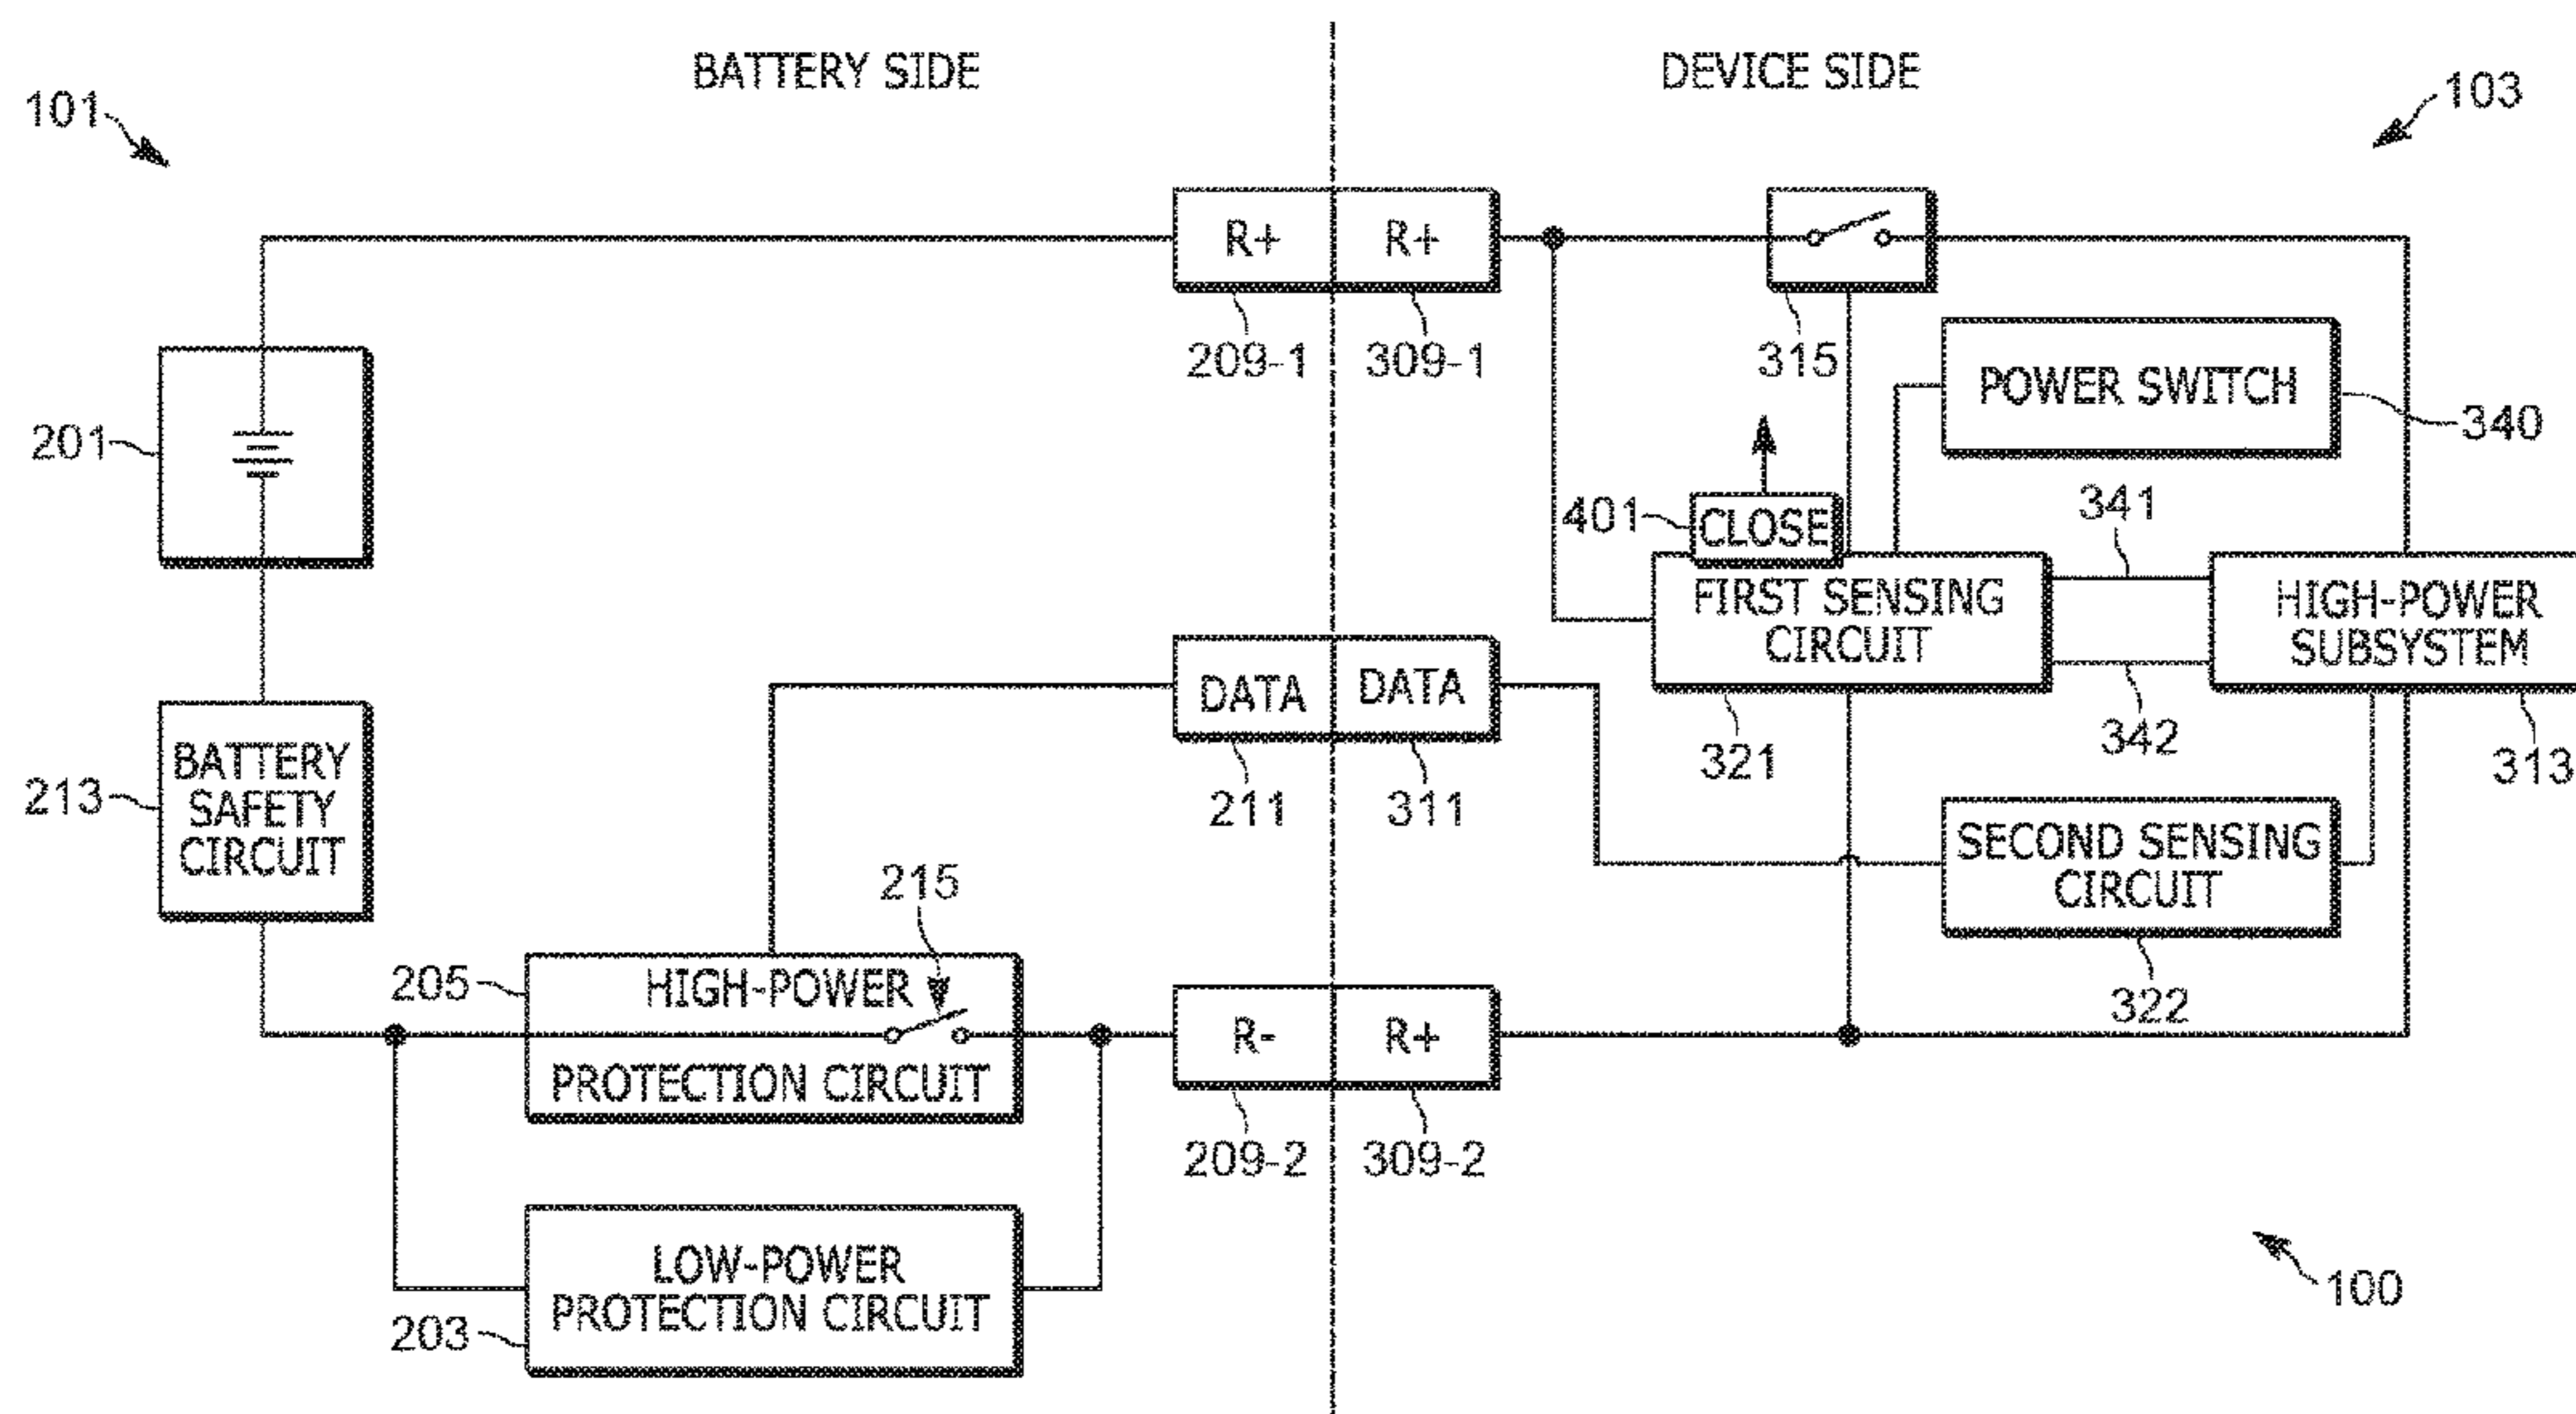 BATTERY SIDE
DEVICE SIDE
101
103
R+
R+
209-1
309-1
315
POWER SWITCH
340
201
401
CLOSE
341
FIRST SENSING
CIRCUIT
HIGH-POWER
SUBSYSTEM
DATA
DATA
321
342
313
211
311
BATTERY
SAFETY
CIRCUIT
213
SECOND SENSING
CIRCUIT
322
215
205
HIGH-POWER
PROTECTION CIRCUIT
R-
R+
209-2
309-2
LOW-POWER
PROTECTION CIRCUIT
203
100